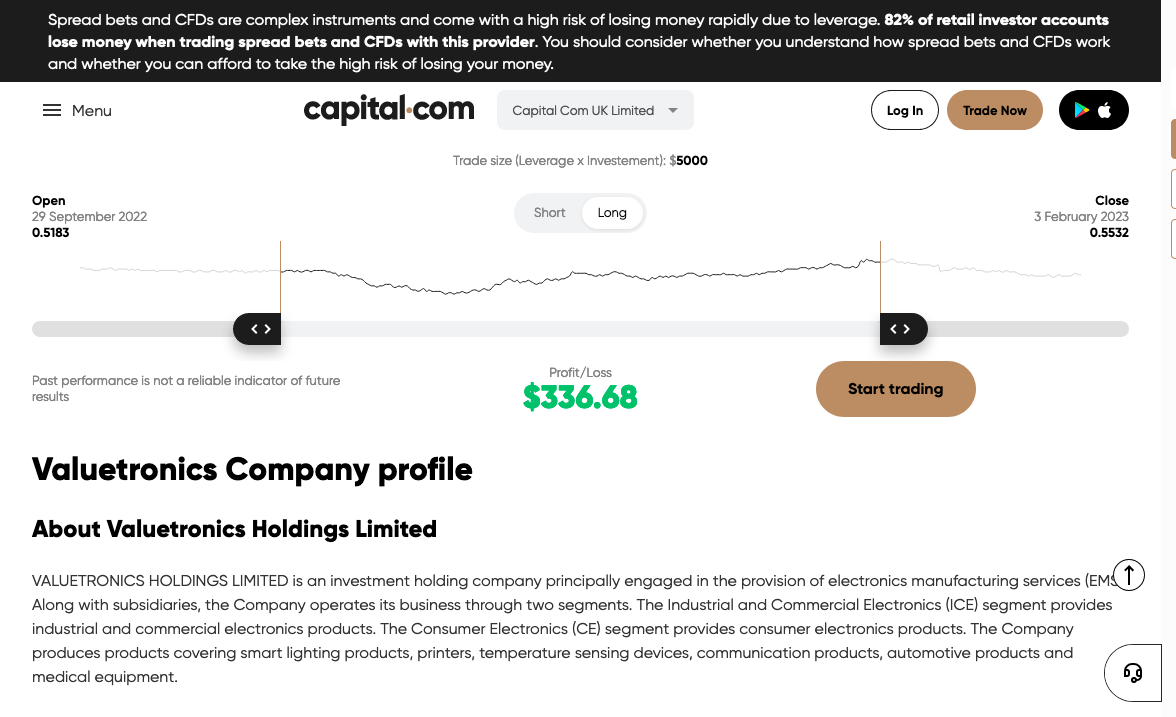 Spread bets and CFDs are complex instruments and come with a high risk of losing money rapidly due to leverage. 82% of retail investor accounts
lose money when trading spread bets and CFDs with this provider. You should consider whether you understand how spread bets and CFDs work
and whether you can afford to take the high risk of losing your money.
Menu
capital.com
Capital Com UK Limited
Log In
Trade Now
Trade size (Leverage x Investement): $5000
Open
29 September 2022
0.5183
Short
Long
Close
3 February 2023
0.5532
Past performance is not a reliable indicator of future
results
Profit/Loss
$336.68
Start trading
Valuetronics Company profile
About Valuetronics Holdings Limited
VALUETRONICS HOLDINGS LIMITED is an investment holding company principally engaged in the provision of electronics manufacturing services (EMS
Along with subsidiaries, the Company operates its business through two segments. The Industrial and Commercial Electronics (ICE) segment provides
industrial and commercial electronics products. The Consumer Electronics (CE) segment provides consumer electronics products. The Company
produces products covering smart lighting products, printers, temperature sensing devices, communication products, automotive products and
medical equipment.